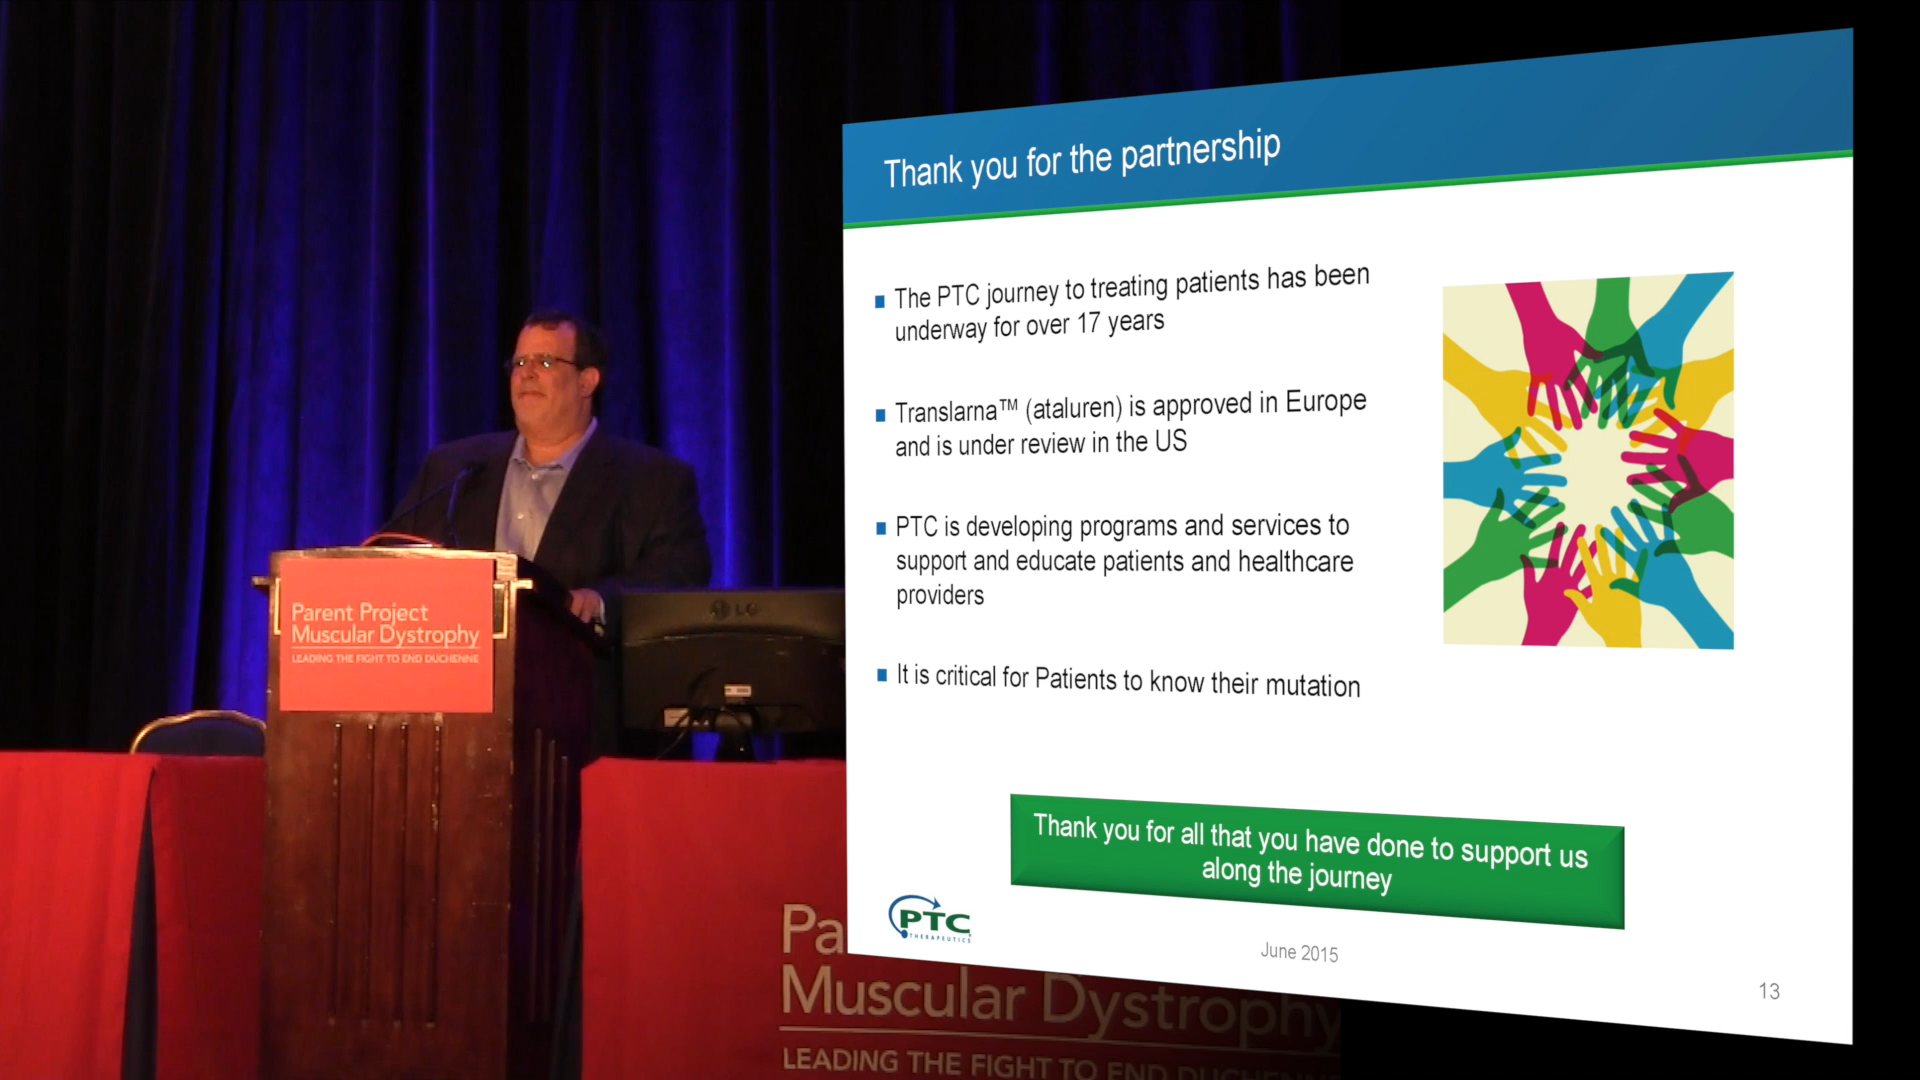 Thank you for the partnership
The PTC journey to treating patients has been
underway for over 17 years
Translarna™ (ataluren) is approved in Europe
and is under review in the US
PTC is developing programs and services to
support and educate patients and healthcare
providers
It is critical for Patients to know their mutation
Thank you for all that you have done to support us
along the journey
PTC
THERAPEUTICS
June 2015
13
Parent Project
Muscular Dystrophy
LEADING THE FIGHT TO END DUCHENNE
LG
Pa
Muscular Dystrophy
LEADING THE FIGHT TO END DUCHENNE